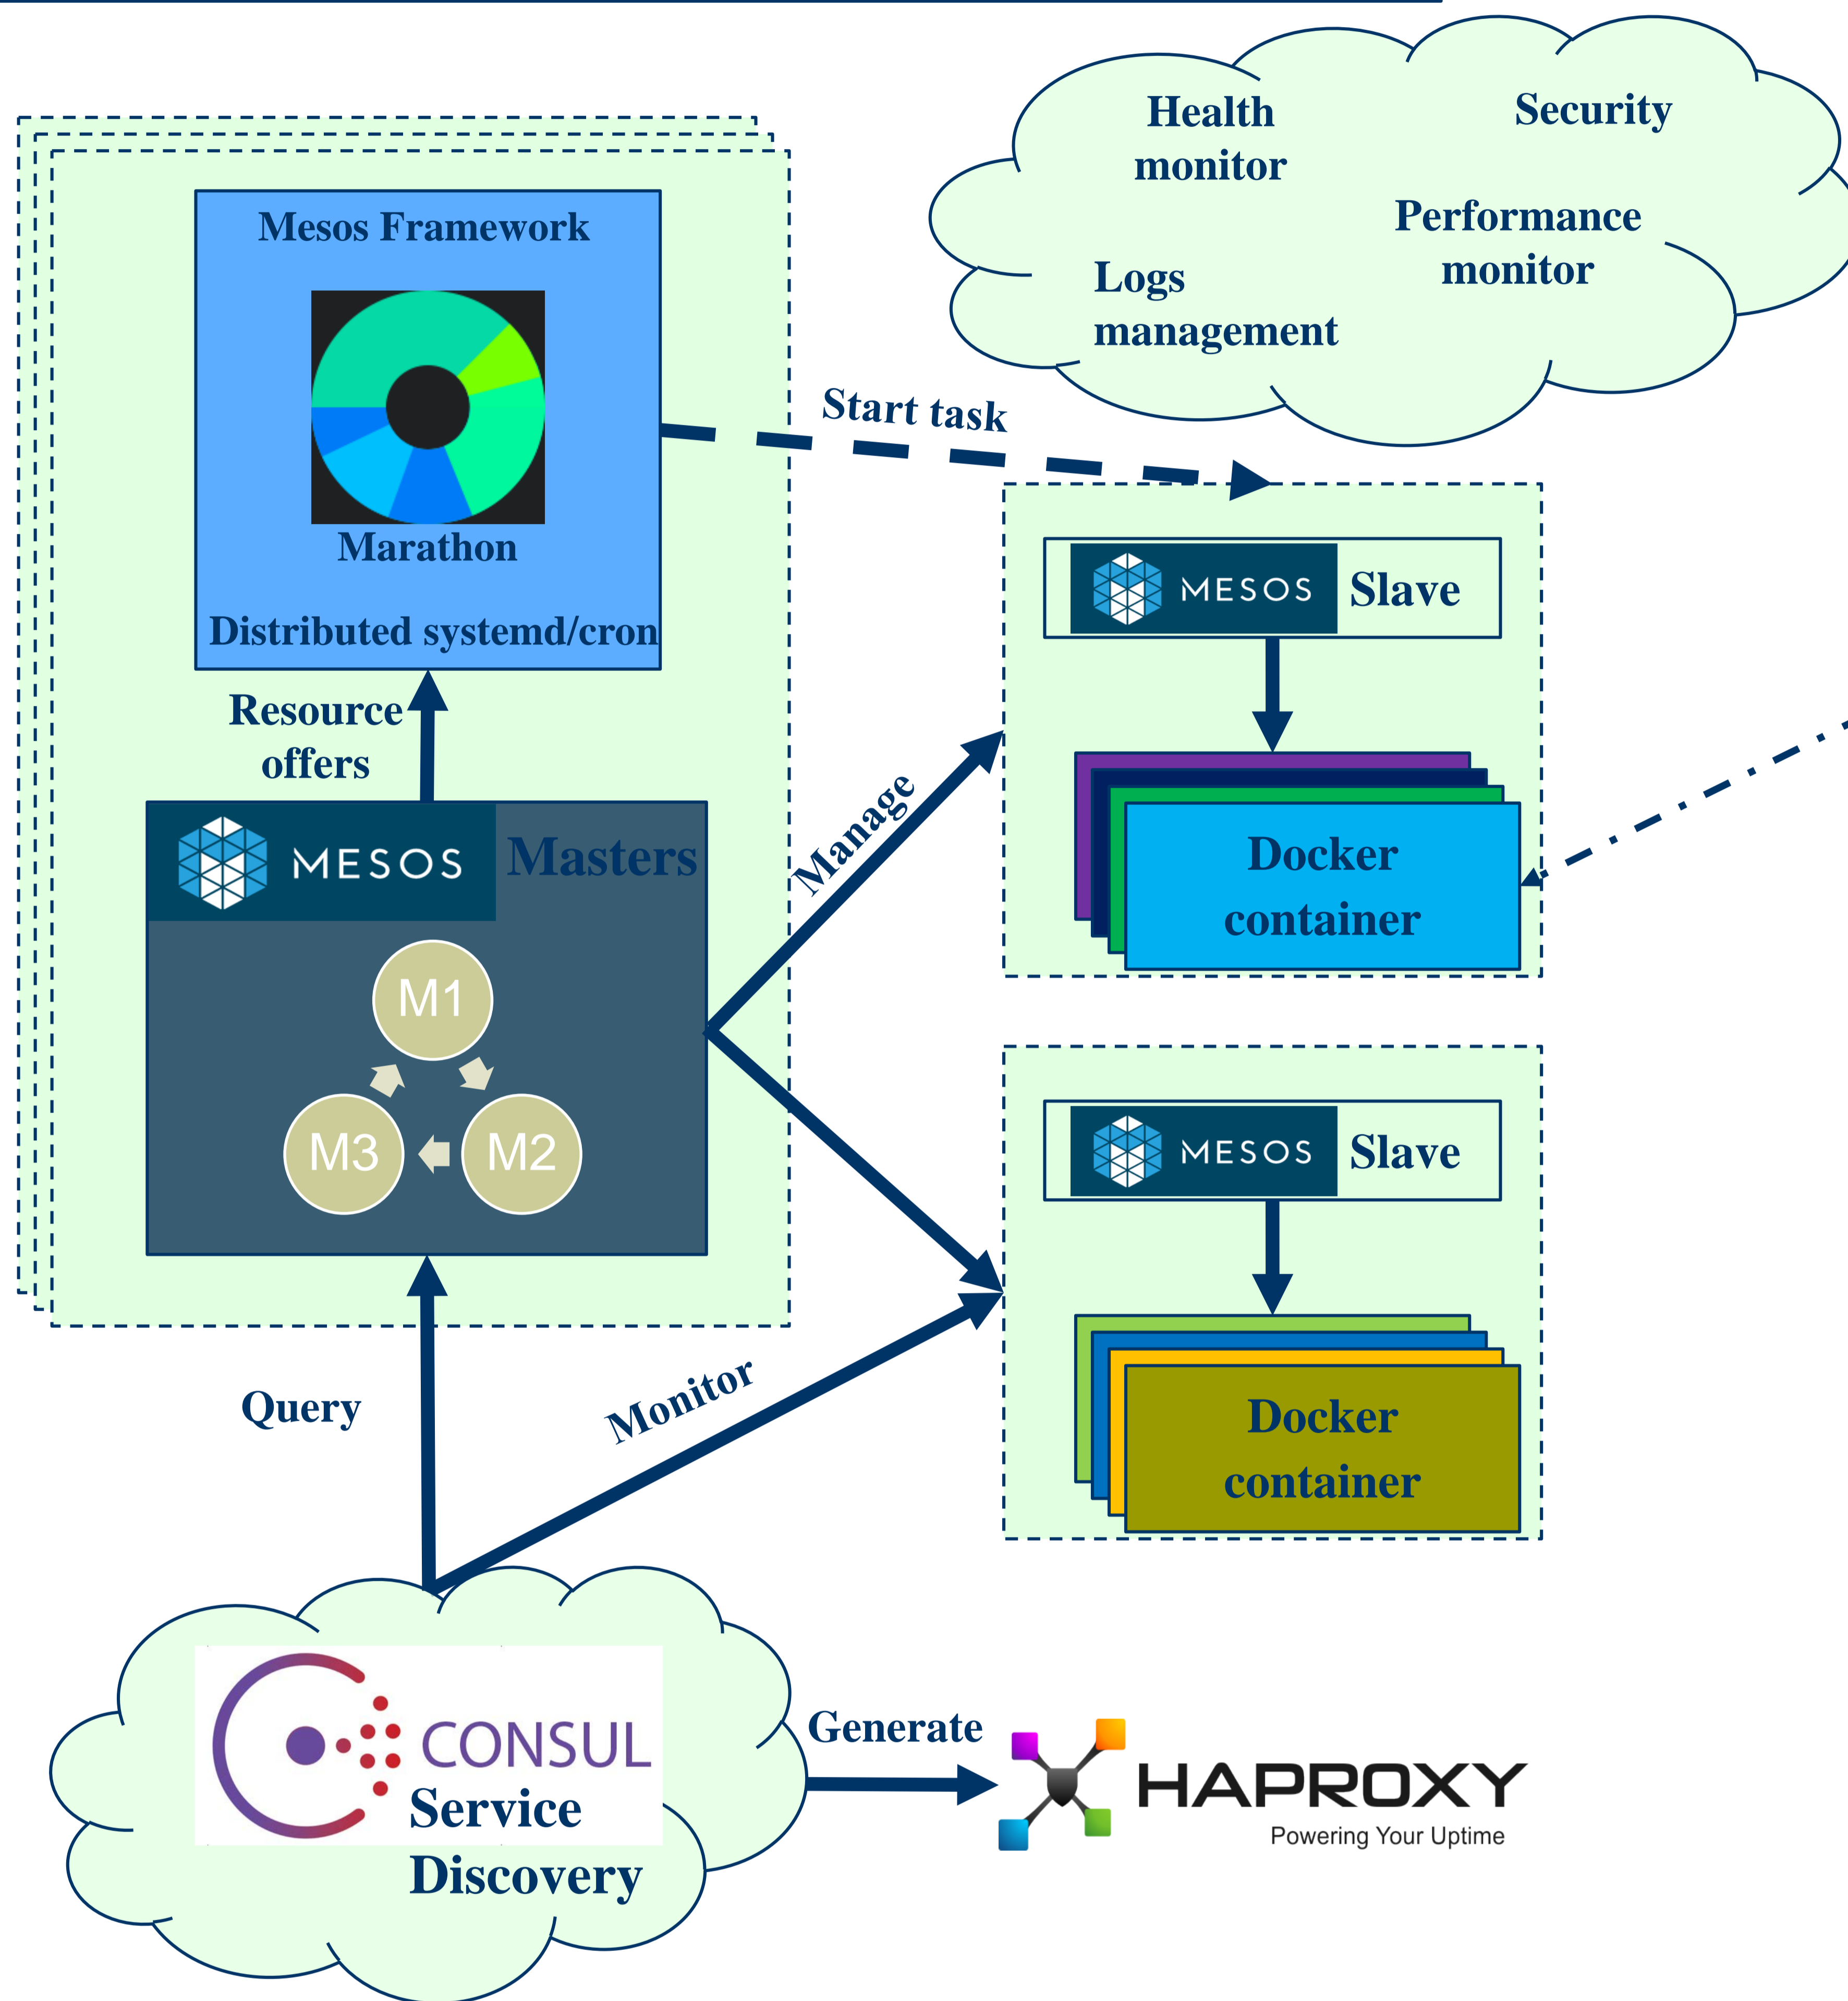 Health
monitor
Security
Performance
monitor
Logs
management
Mesos Framework
Marathon
Distributed systemd/cron
Start task
Resource
offers
MESOS Masters
M1
M3
M2
Manage
MESOS Slave
Docker
container
MESOS Slave
Docker
container
Query
Monitor
CONSUL
Service
Discovery
Generate
HAPROXY
Powering Your Uptime